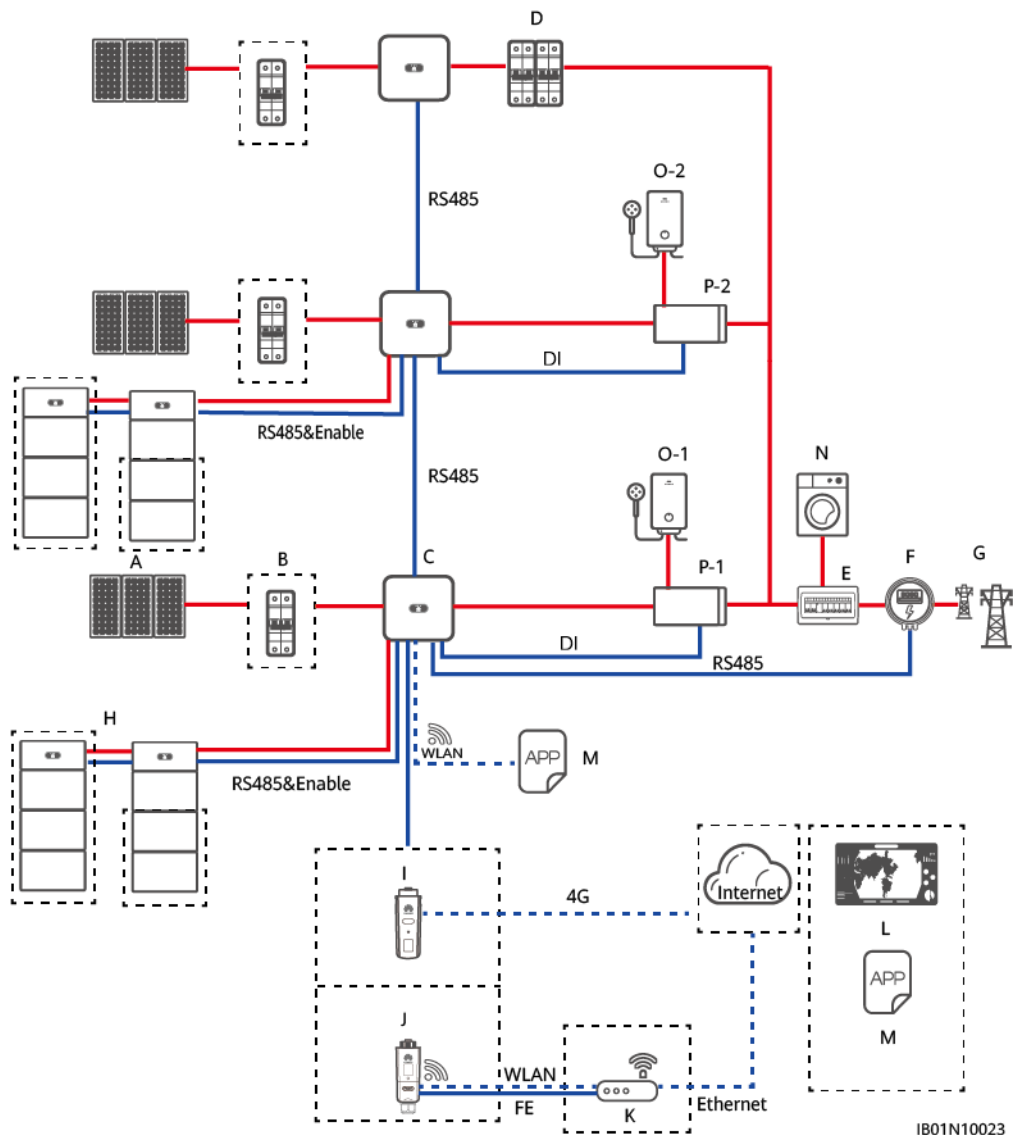 D
RS485
O-2
P-2
DI
RS485&Enable
RS485
O-1
N
A
B
C
P-1
E
F
G
DI
RS485
H
WLAN
APP
M
RS485&Enable
I
4G
Internet
L
APP
M
J
WLAN
FE
K
Ethernet
IB01N10023